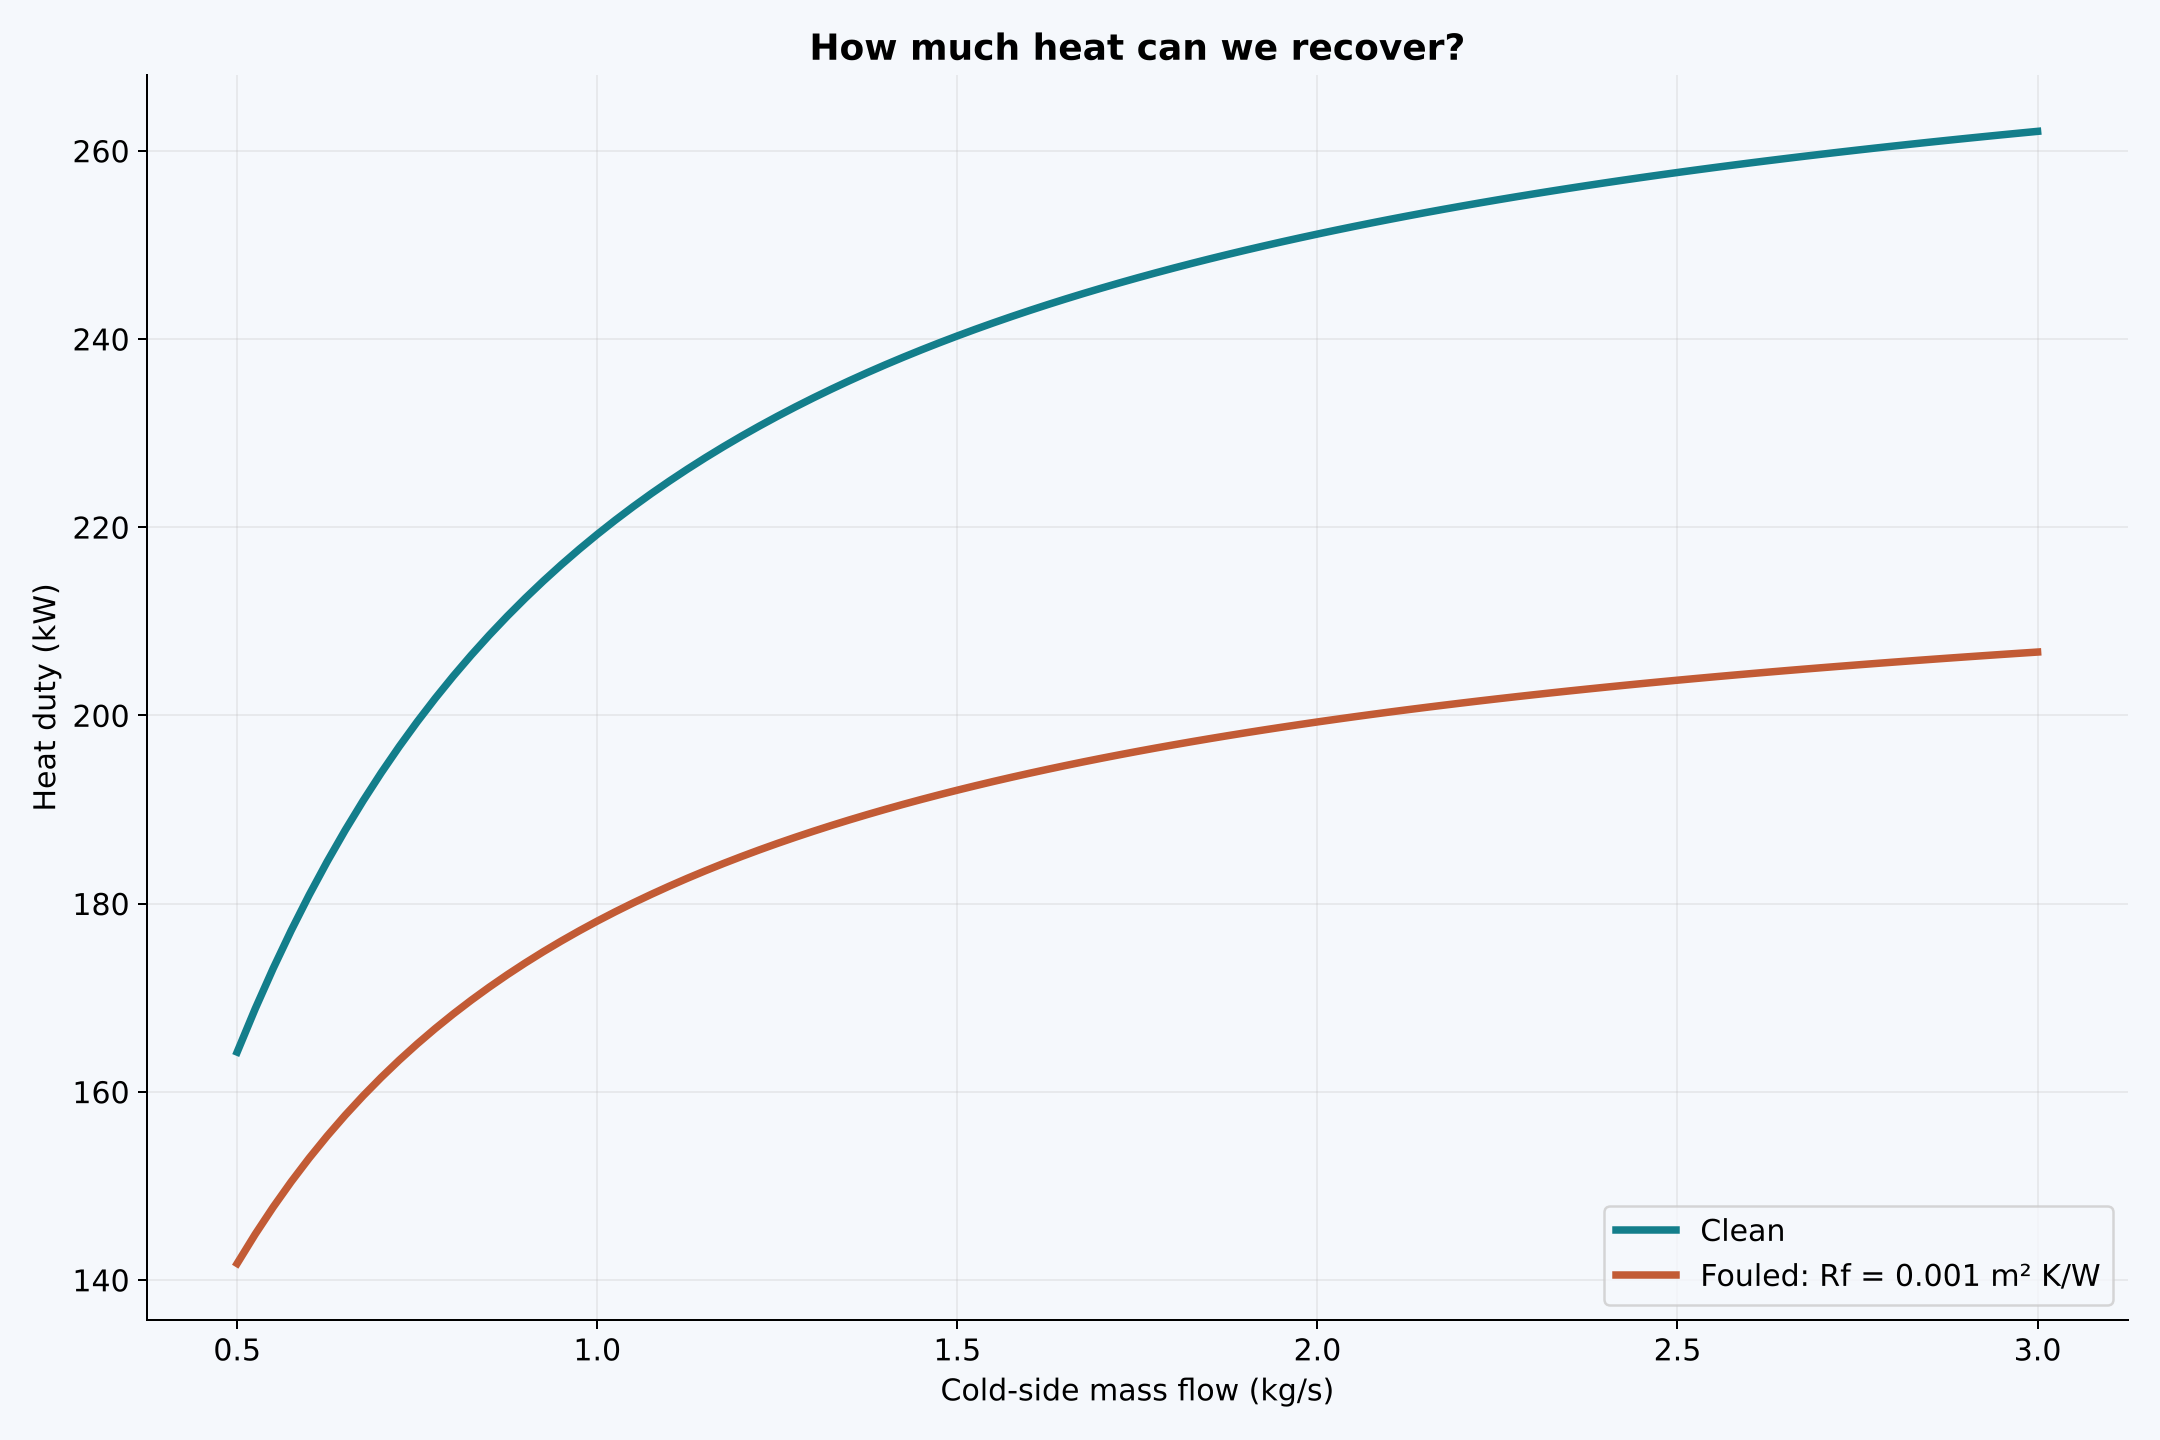 How much heat can we recover?
Heat duty (kW)
260
240
220
200
180
160
140
0.5 1.0 1.5 2.0 2.5 3.0
Cold-side mass flow (kg/s)
Clean
Fouled: Rf = 0.001 m² K/W